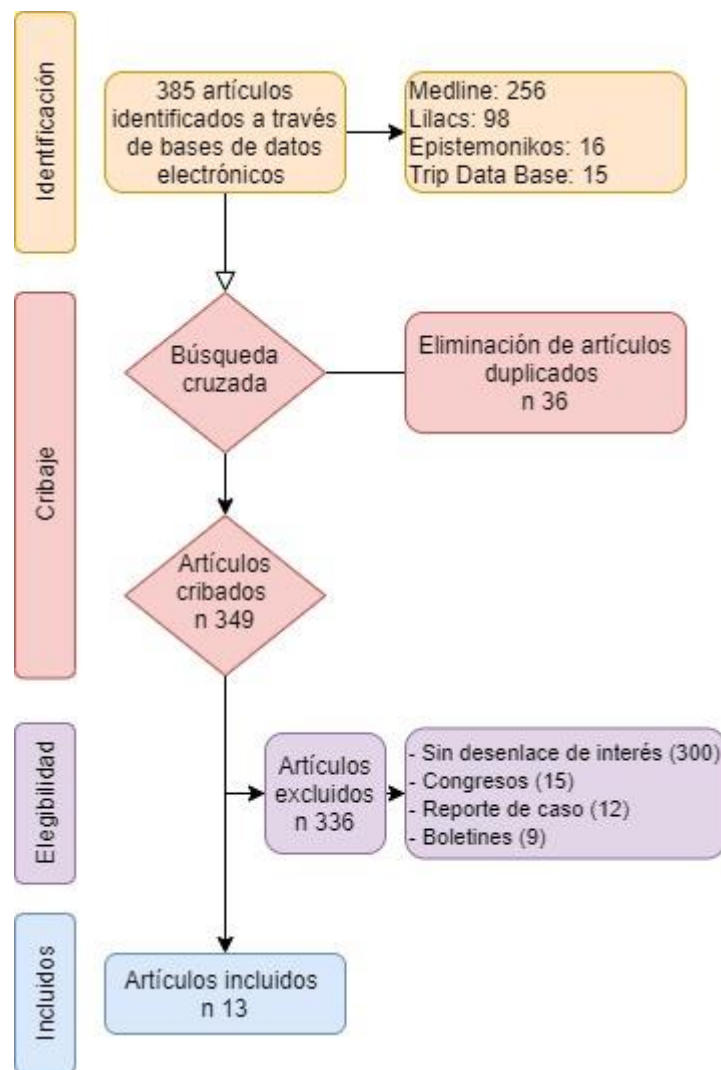 Identificación
385 artículos
identificados a través
de bases de datos
electrónicos
Medline: 256
Lilacs: 98
Epistemonikos: 16
Trip Data Base: 15
Cribaje
Búsqueda
cruzada
Eliminación de artículos
duplicados
n 36
Artículos
cribados
n 349
Elegibilidad
Artículos
excluidos
n 336
- Sin desenlace de interés (300)
- Congresos (15)
- Reporte de caso (12)
- Boletines (9)
Incluidos
Artículos incluidos
n 13